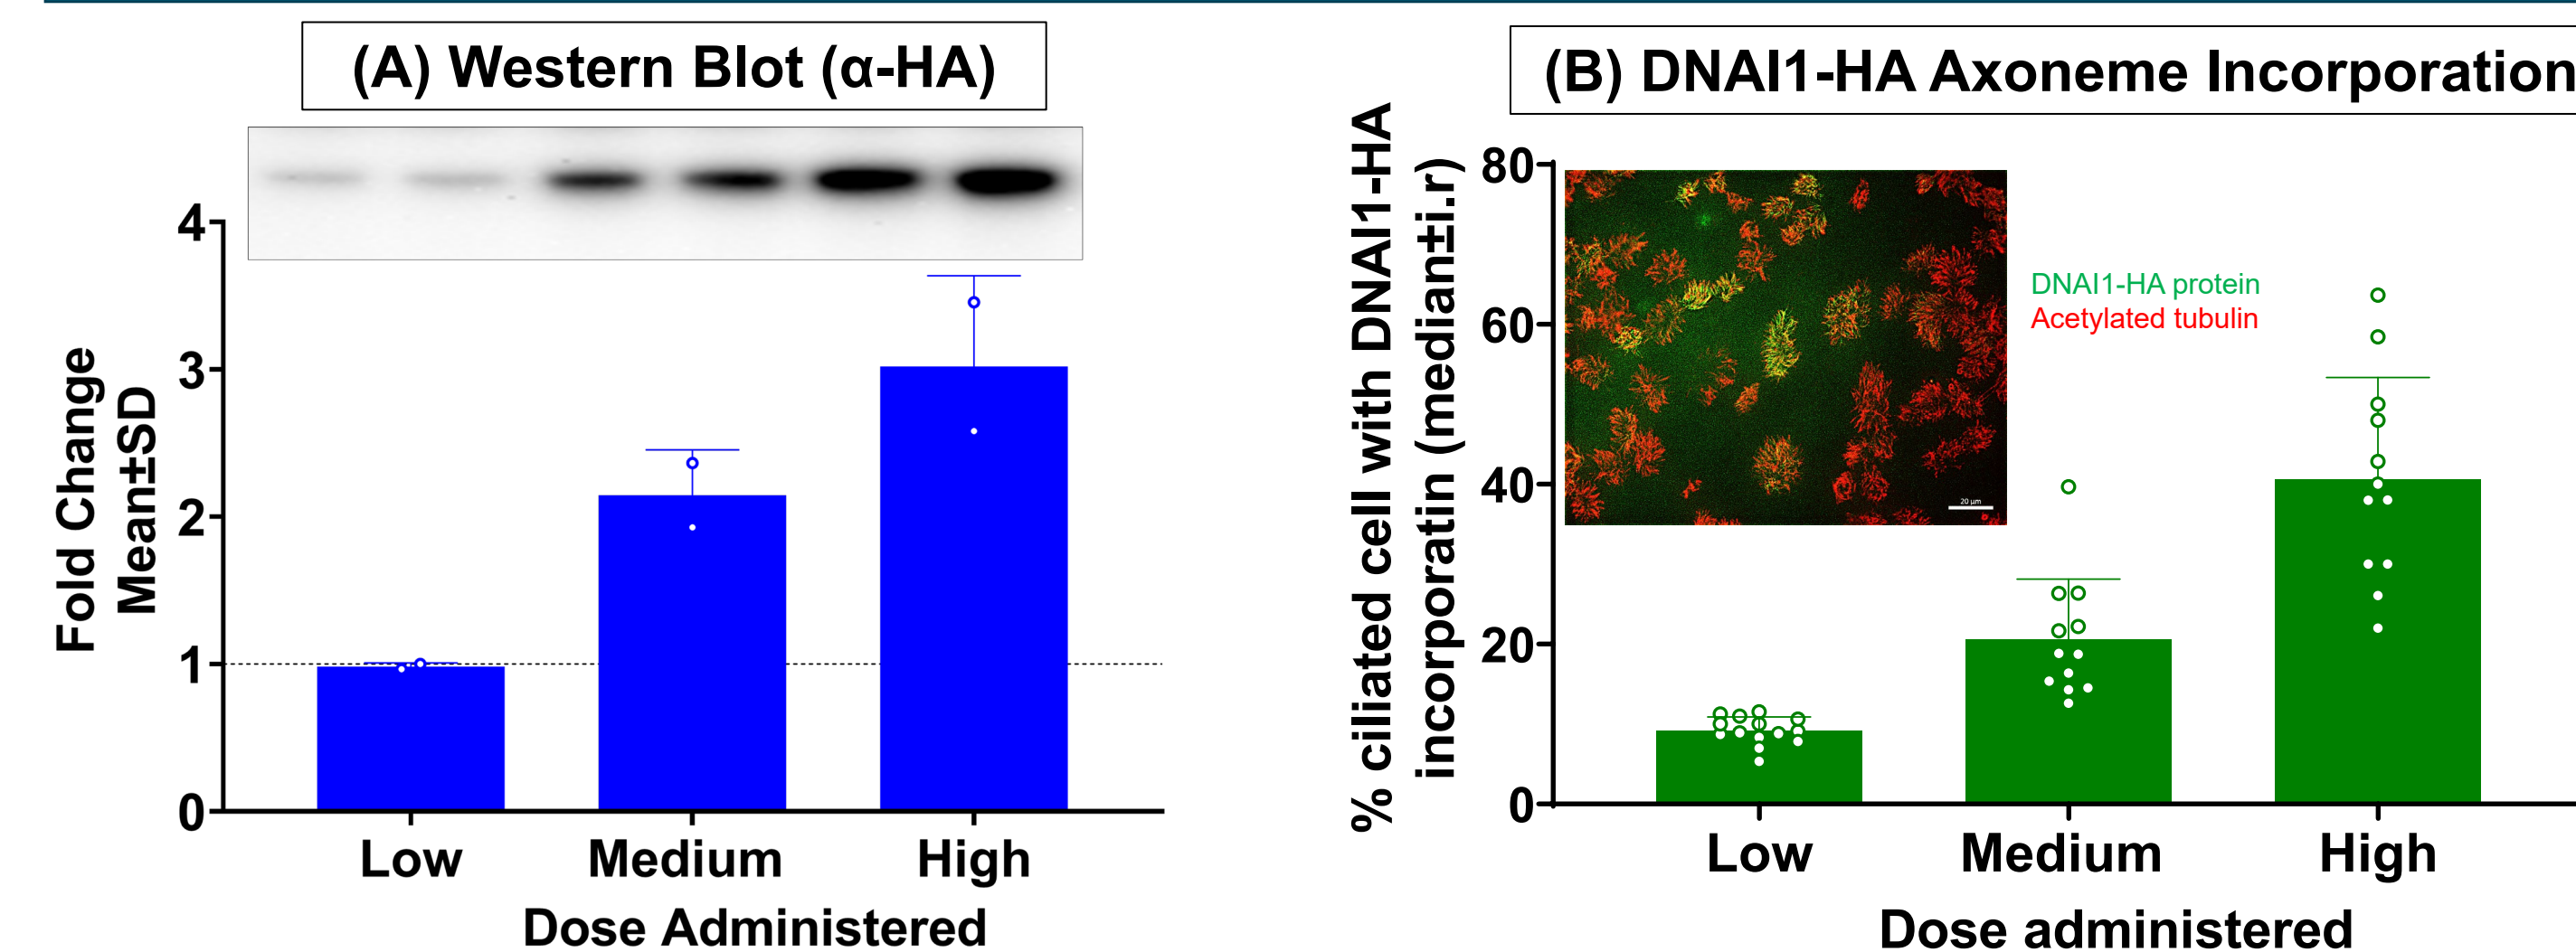 (A) Western Blot (α-HA)
Fold Change
Mean±SD
4
3
2
1
0
Low Medium High
Dose Administered
(B) DNAI1-HA Axoneme Incorporation
% ciliated cell with DNAI1-HA
incorporatin (median±i.r)
80
60
40
20
0
DNAI1-HA protein
Acetylated tubulin
20 µm
Low Medium High
Dose administered